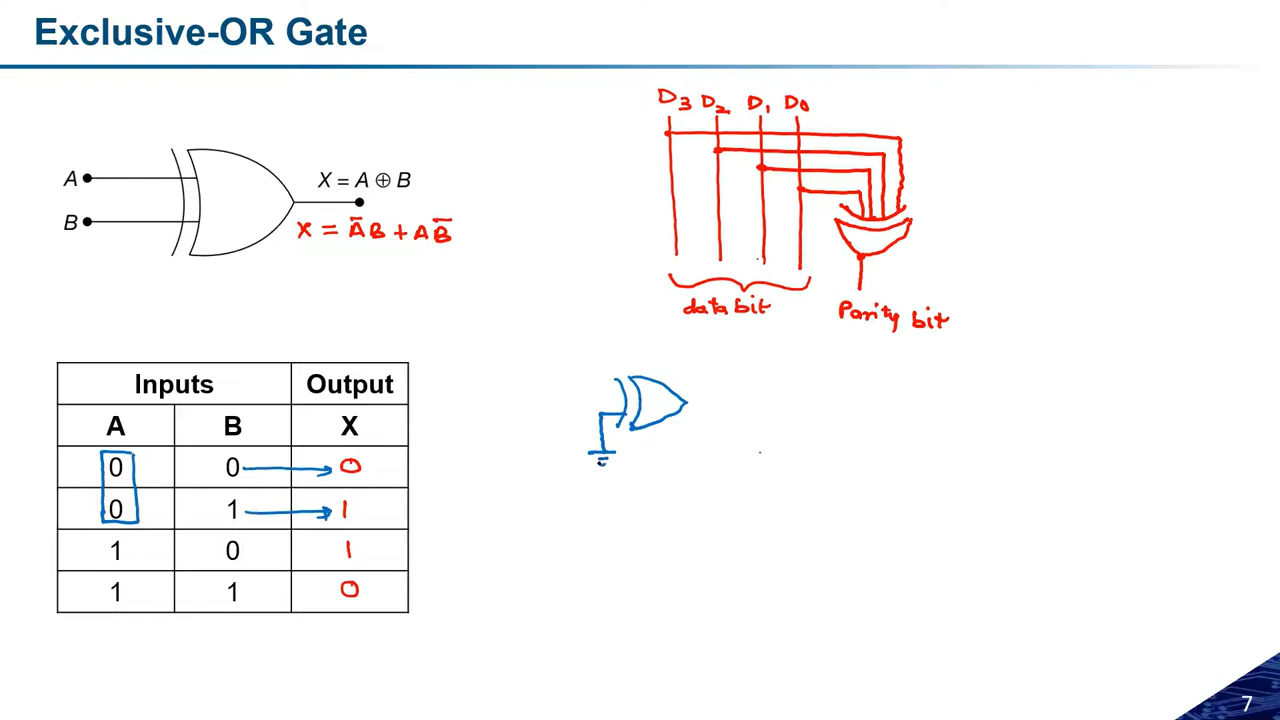 Exclusive-OR Gate
D3 D2 D1 D0
A
X = A ⊕ B
B
X = A̅B + AB̅
data bit
Parity bit
Inputs Output
A B X
0 0 0
0 1 1
1 0 1
1 1 0
7